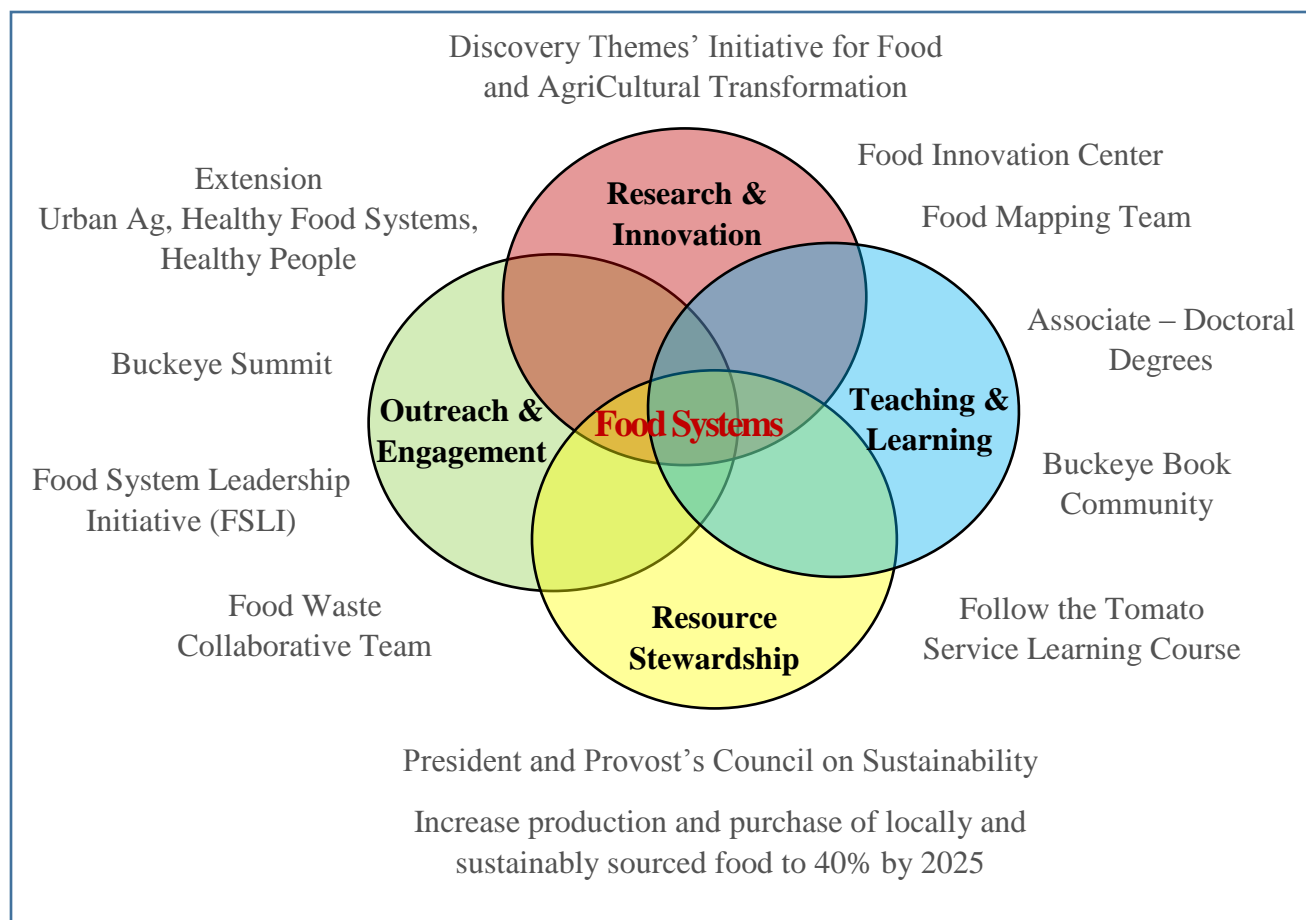 Discovery Themes’ Initiative for Food
and AgriCultural Transformation
Food Innovation Center
Food Mapping Team
Extension
Urban Ag, Healthy Food Systems,
Healthy People
Research &
Innovation
Associate – Doctoral
Degrees
Buckeye Summit
Outreach &
Engagement
Food Systems
Teaching &
Learning
Buckeye Book
Community
Food System Leadership
Initiative (FSLI)
Food Waste
Collaborative Team
Resource
Stewardship
Follow the Tomato
Service Learning Course
President and Provost’s Council on Sustainability
Increase production and purchase of locally and
sustainably sourced food to 40% by 2025